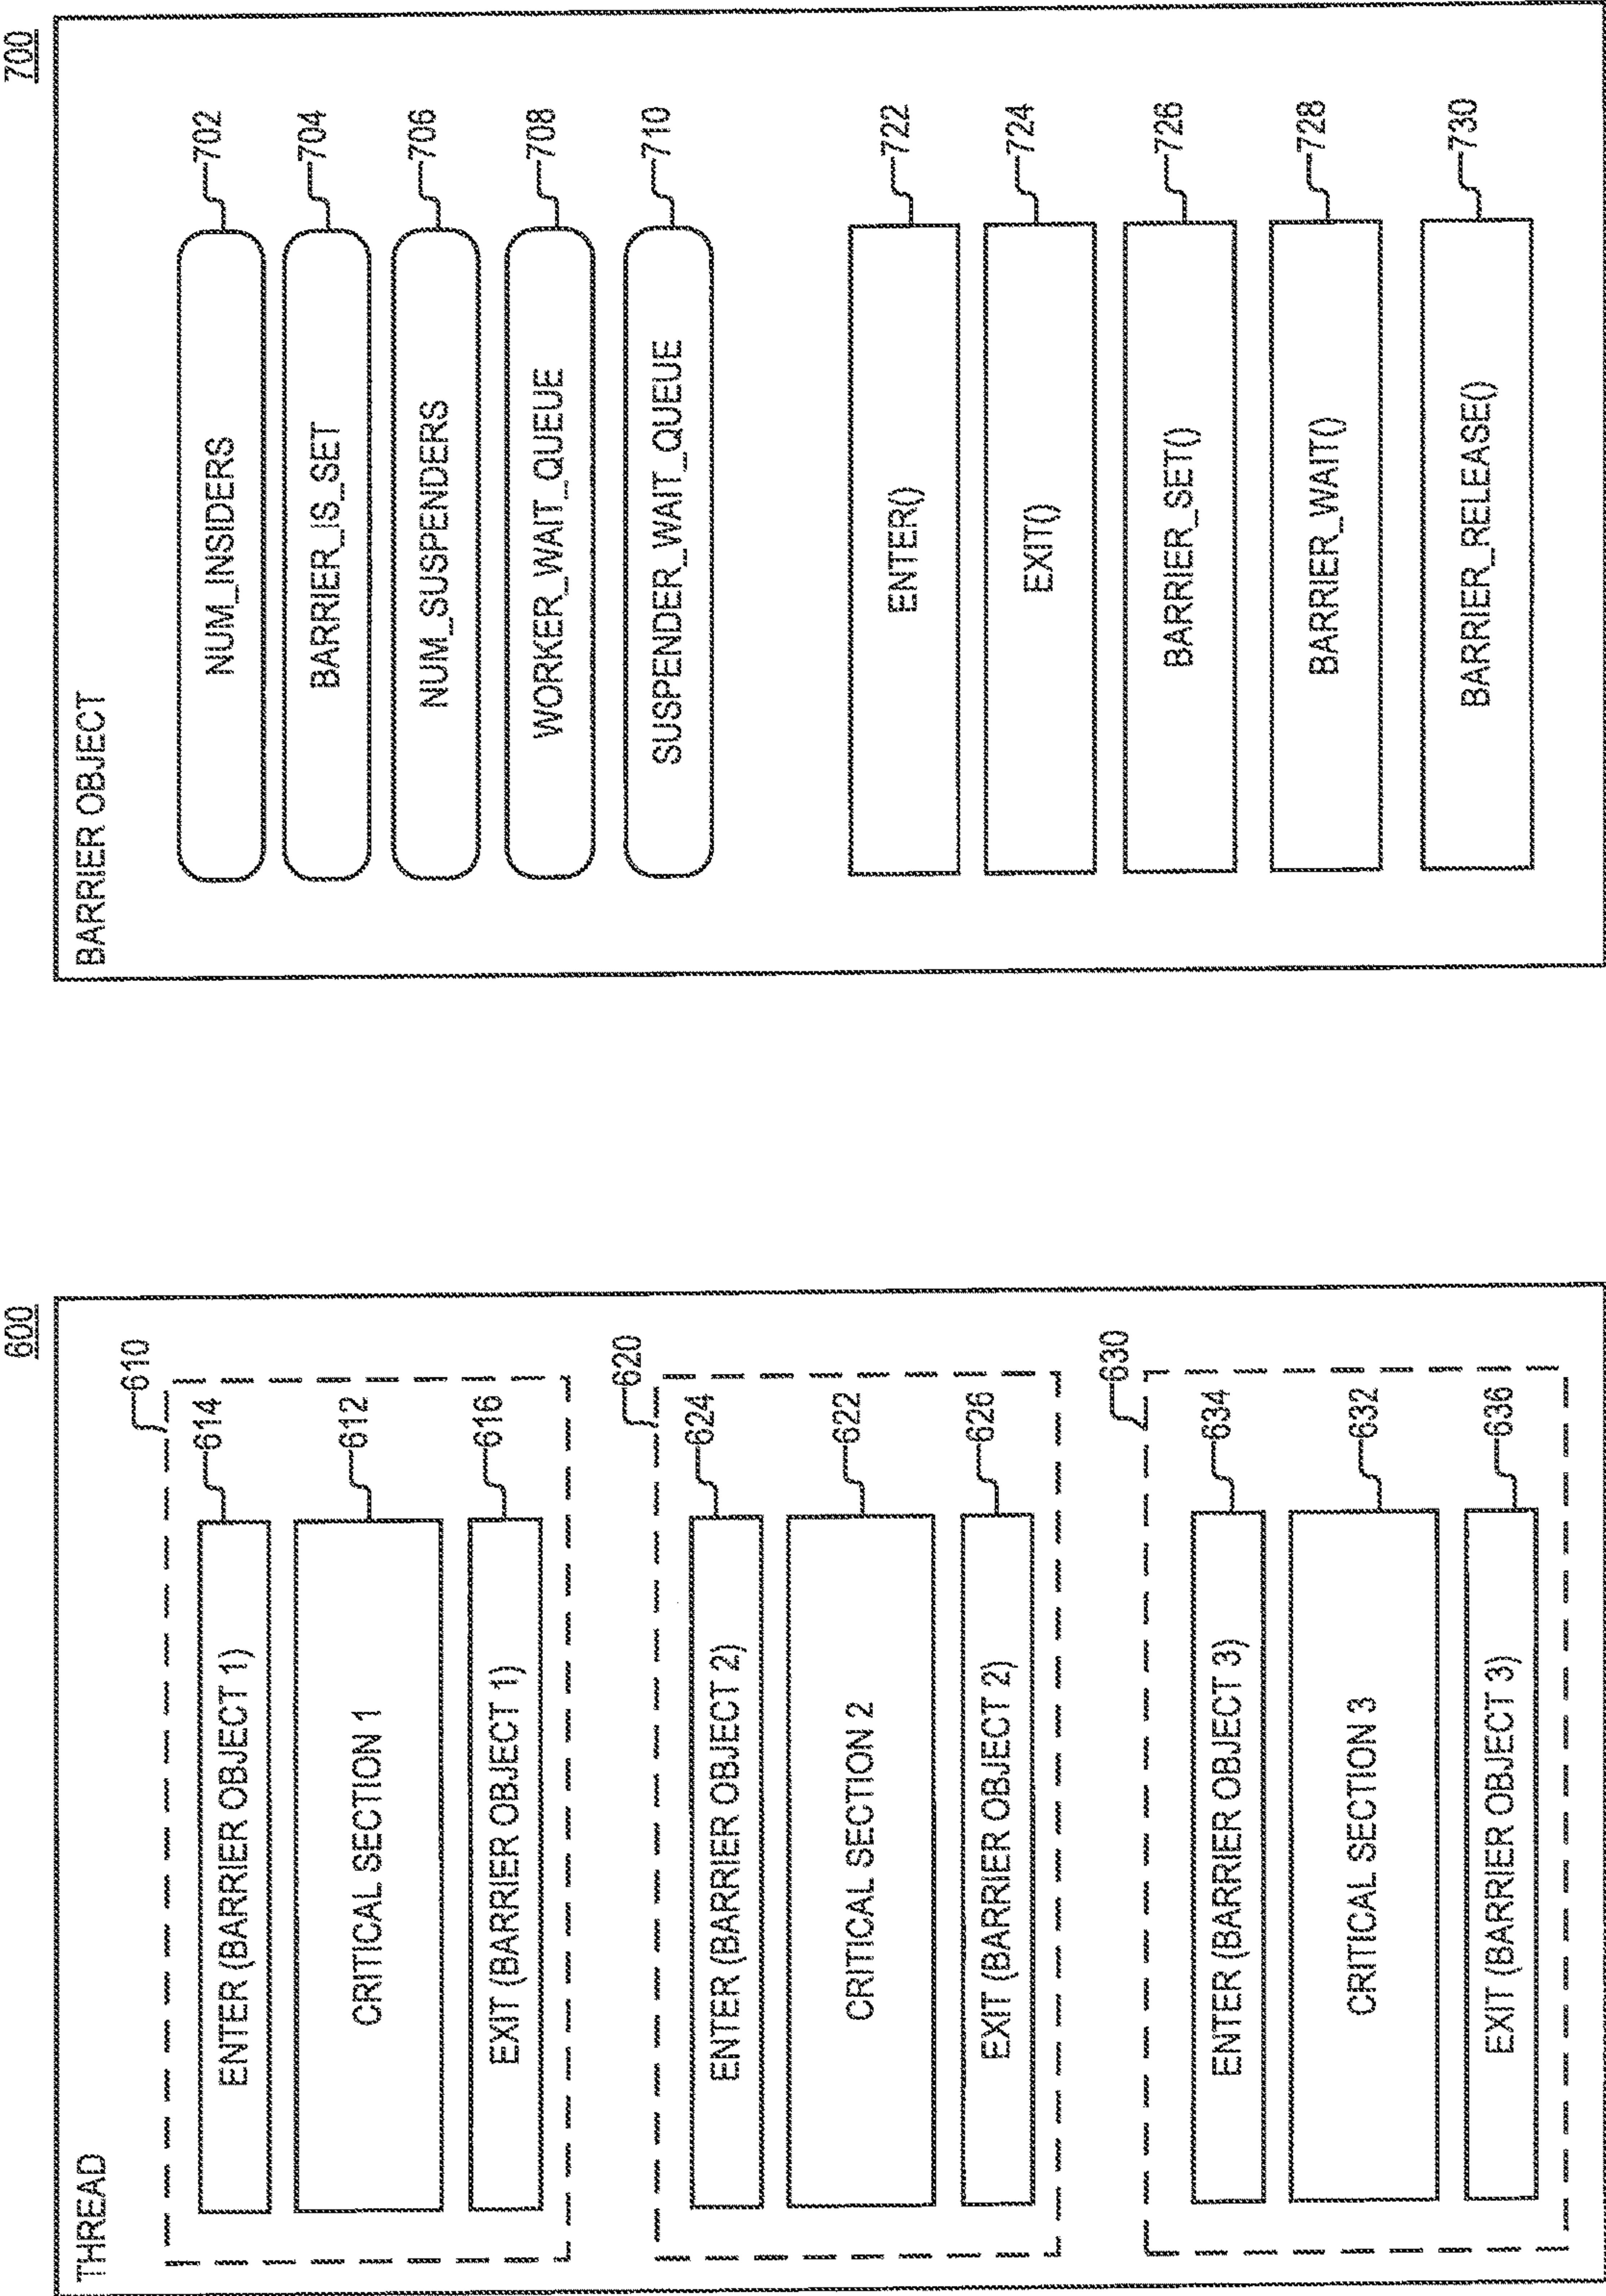 600
THREAD
610
ENTER (BARRIER OBJECT 1)
614
CRITICAL SECTION 1
612
EXIT (BARRIER OBJECT 1)
616
620
ENTER (BARRIER OBJECT 2)
624
CRITICAL SECTION 2
622
EXIT (BARRIER OBJECT 2)
626
630
ENTER (BARRIER OBJECT 3)
634
CRITICAL SECTION 3
632
EXIT (BARRIER OBJECT 3)
636
700
BARRIER OBJECT
NUM_INSIDERS
702
BARRIER_IS_SET
704
NUM_SUSPENDERS
706
WORKER_WAIT_QUEUE
708
SUSPENDER_WAIT_QUEUE
710
ENTER()
722
EXIT()
724
BARRIER_SET()
726
BARRIER_WAIT()
728
BARRIER_RELEASE()
730